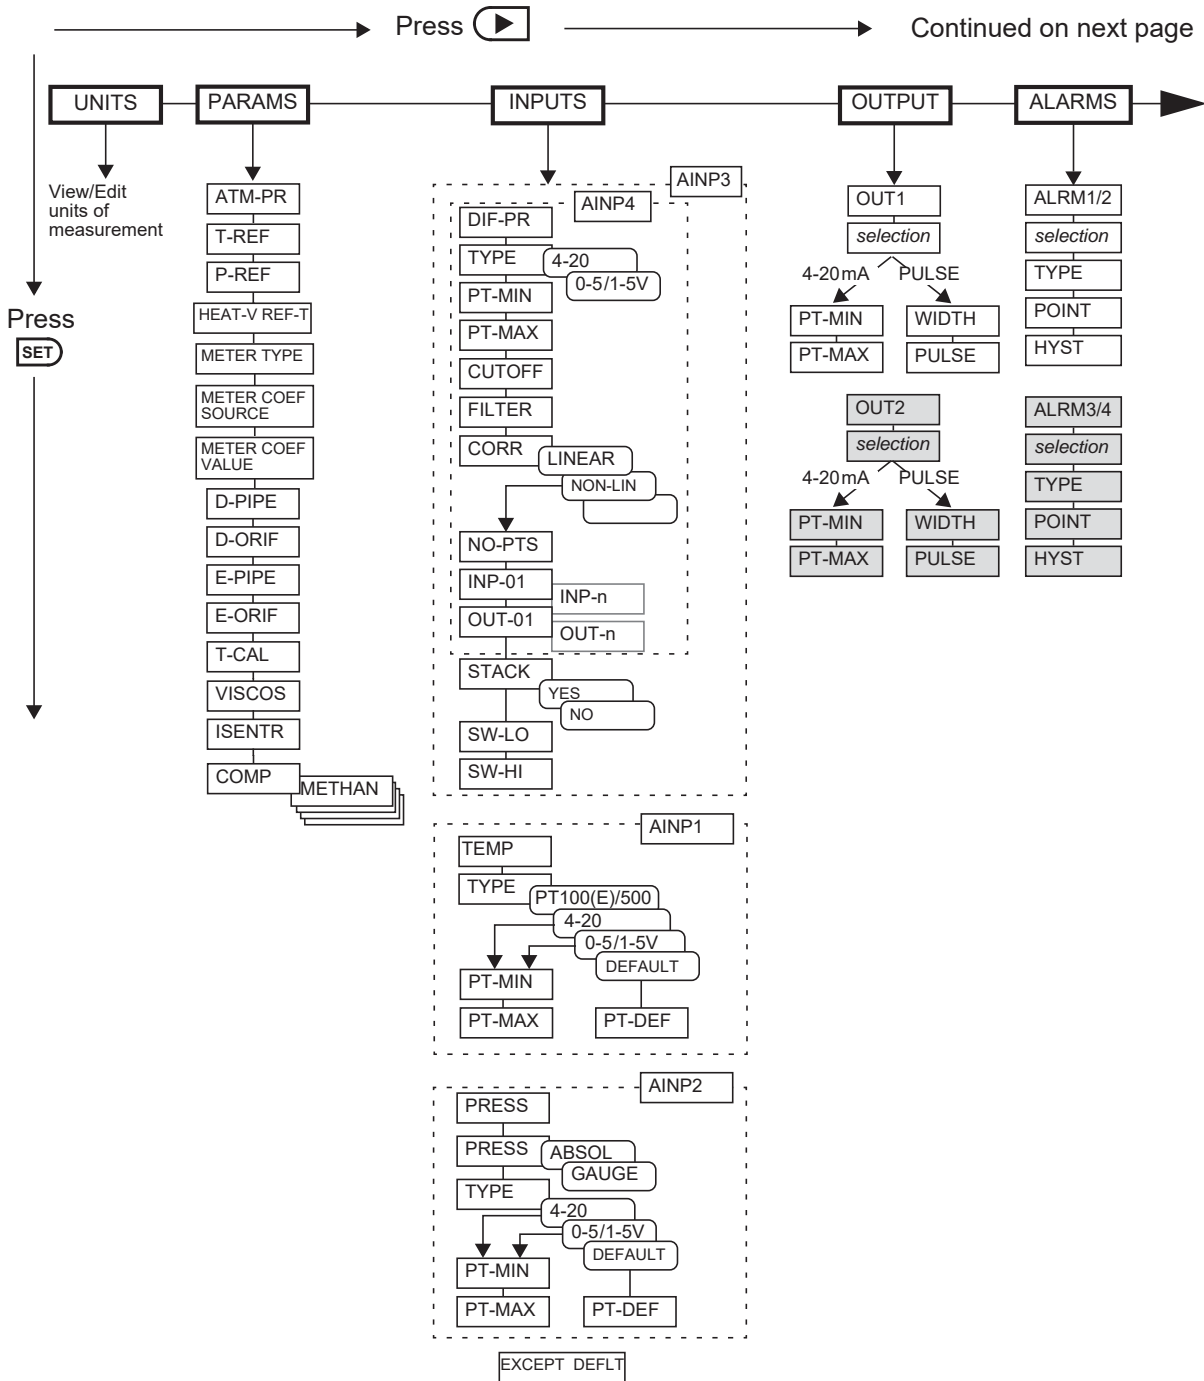 Press
Continued on next page
UNITS
PARAMS
INPUTS
OUTPUT
ALARMS
Press
SET
View/Edit
units of
measurement
ATM-PR
T-REF
P-REF
HEAT-V REF-T
METER TYPE
METER COEF
SOURCE
METER COEF
VALUE
D-PIPE
D-ORIF
E-PIPE
E-ORIF
T-CAL
VISCOS
ISENTR
COMP
METHAN
AINP3
AINP4
DIF-PR
TYPE
4-20
0-5/1-5V
PT-MIN
PT-MAX
CUTOFF
FILTER
CORR
LINEAR
NON-LIN
NO-PTS
INP-01
INP-n
OUT-01
OUT-n
STACK
YES
NO
SW-LO
SW-HI
AINP1
TEMP
TYPE
PT100(E)/500
4-20
0-5/1-5V
DEFAULT
PT-MIN
PT-MAX
PT-DEF
AINP2
PRESS
PRESS
ABSOL
GAUGE
TYPE
4-20
0-5/1-5V
DEFAULT
PT-MIN
PT-MAX
PT-DEF
EXCEPT DEFLT
OUT1
selection
4-20mA PULSE
PT-MIN WIDTH
PT-MAX PULSE
OUT2
selection
4-20mA PULSE
PT-MIN WIDTH
PT-MAX PULSE
ALRM1/2
selection
TYPE
POINT
HYST
ALRM3/4
selection
TYPE
POINT
HYST